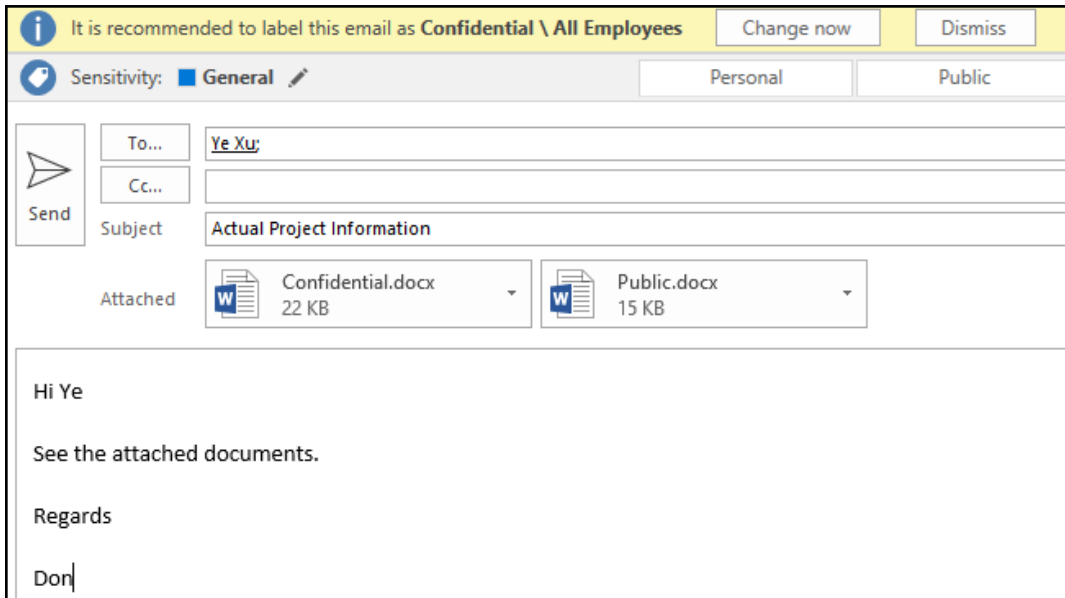 It is recommended to label this email as Confidential \ All Employees Change now Dismiss
Sensitivity: General Personal Public
To... Ye Xu;
Cc...
Send
Subject Actual Project Information
Attached
Confidential.docx
22 KB
Public.docx
15 KB
Hi Ye
See the attached documents.
Regards
Don